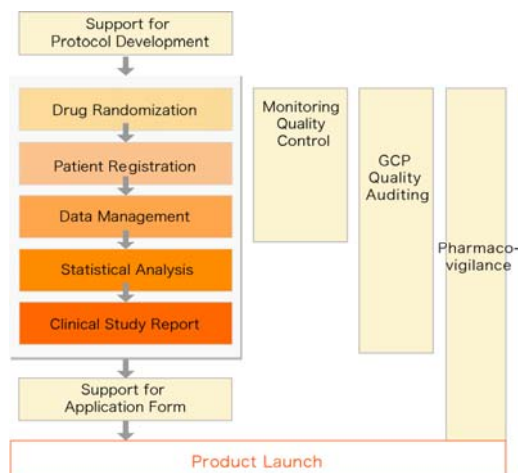 Support for
Protocol Development
Drug Randomization
Patient Registration
Data Management
Statistical Analysis
Clinical Study Report
Support for
Application Form
Monitoring
Quality
Control
GCP
Quality
Auditing
Pharmaco-
vigilance
Product Launch